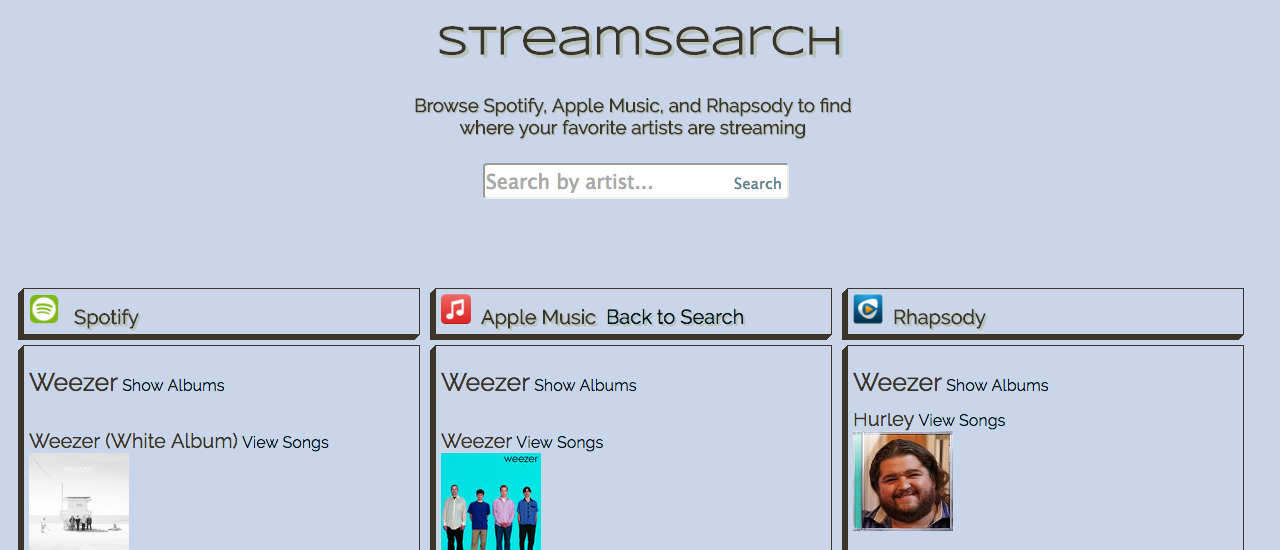 streamsearch
Browse Spotify, Apple Music, and Rhapsody to find
where your favorite artists are streaming
Search by artist... Search
Spotify
Apple Music Back to Search
Rhapsody
Weezer Show Albums
Weezer (White Album) View Songs
weezer
Weezer Show Albums
Weezer View Songs
weezer
Weezer Show Albums
Hurley View Songs